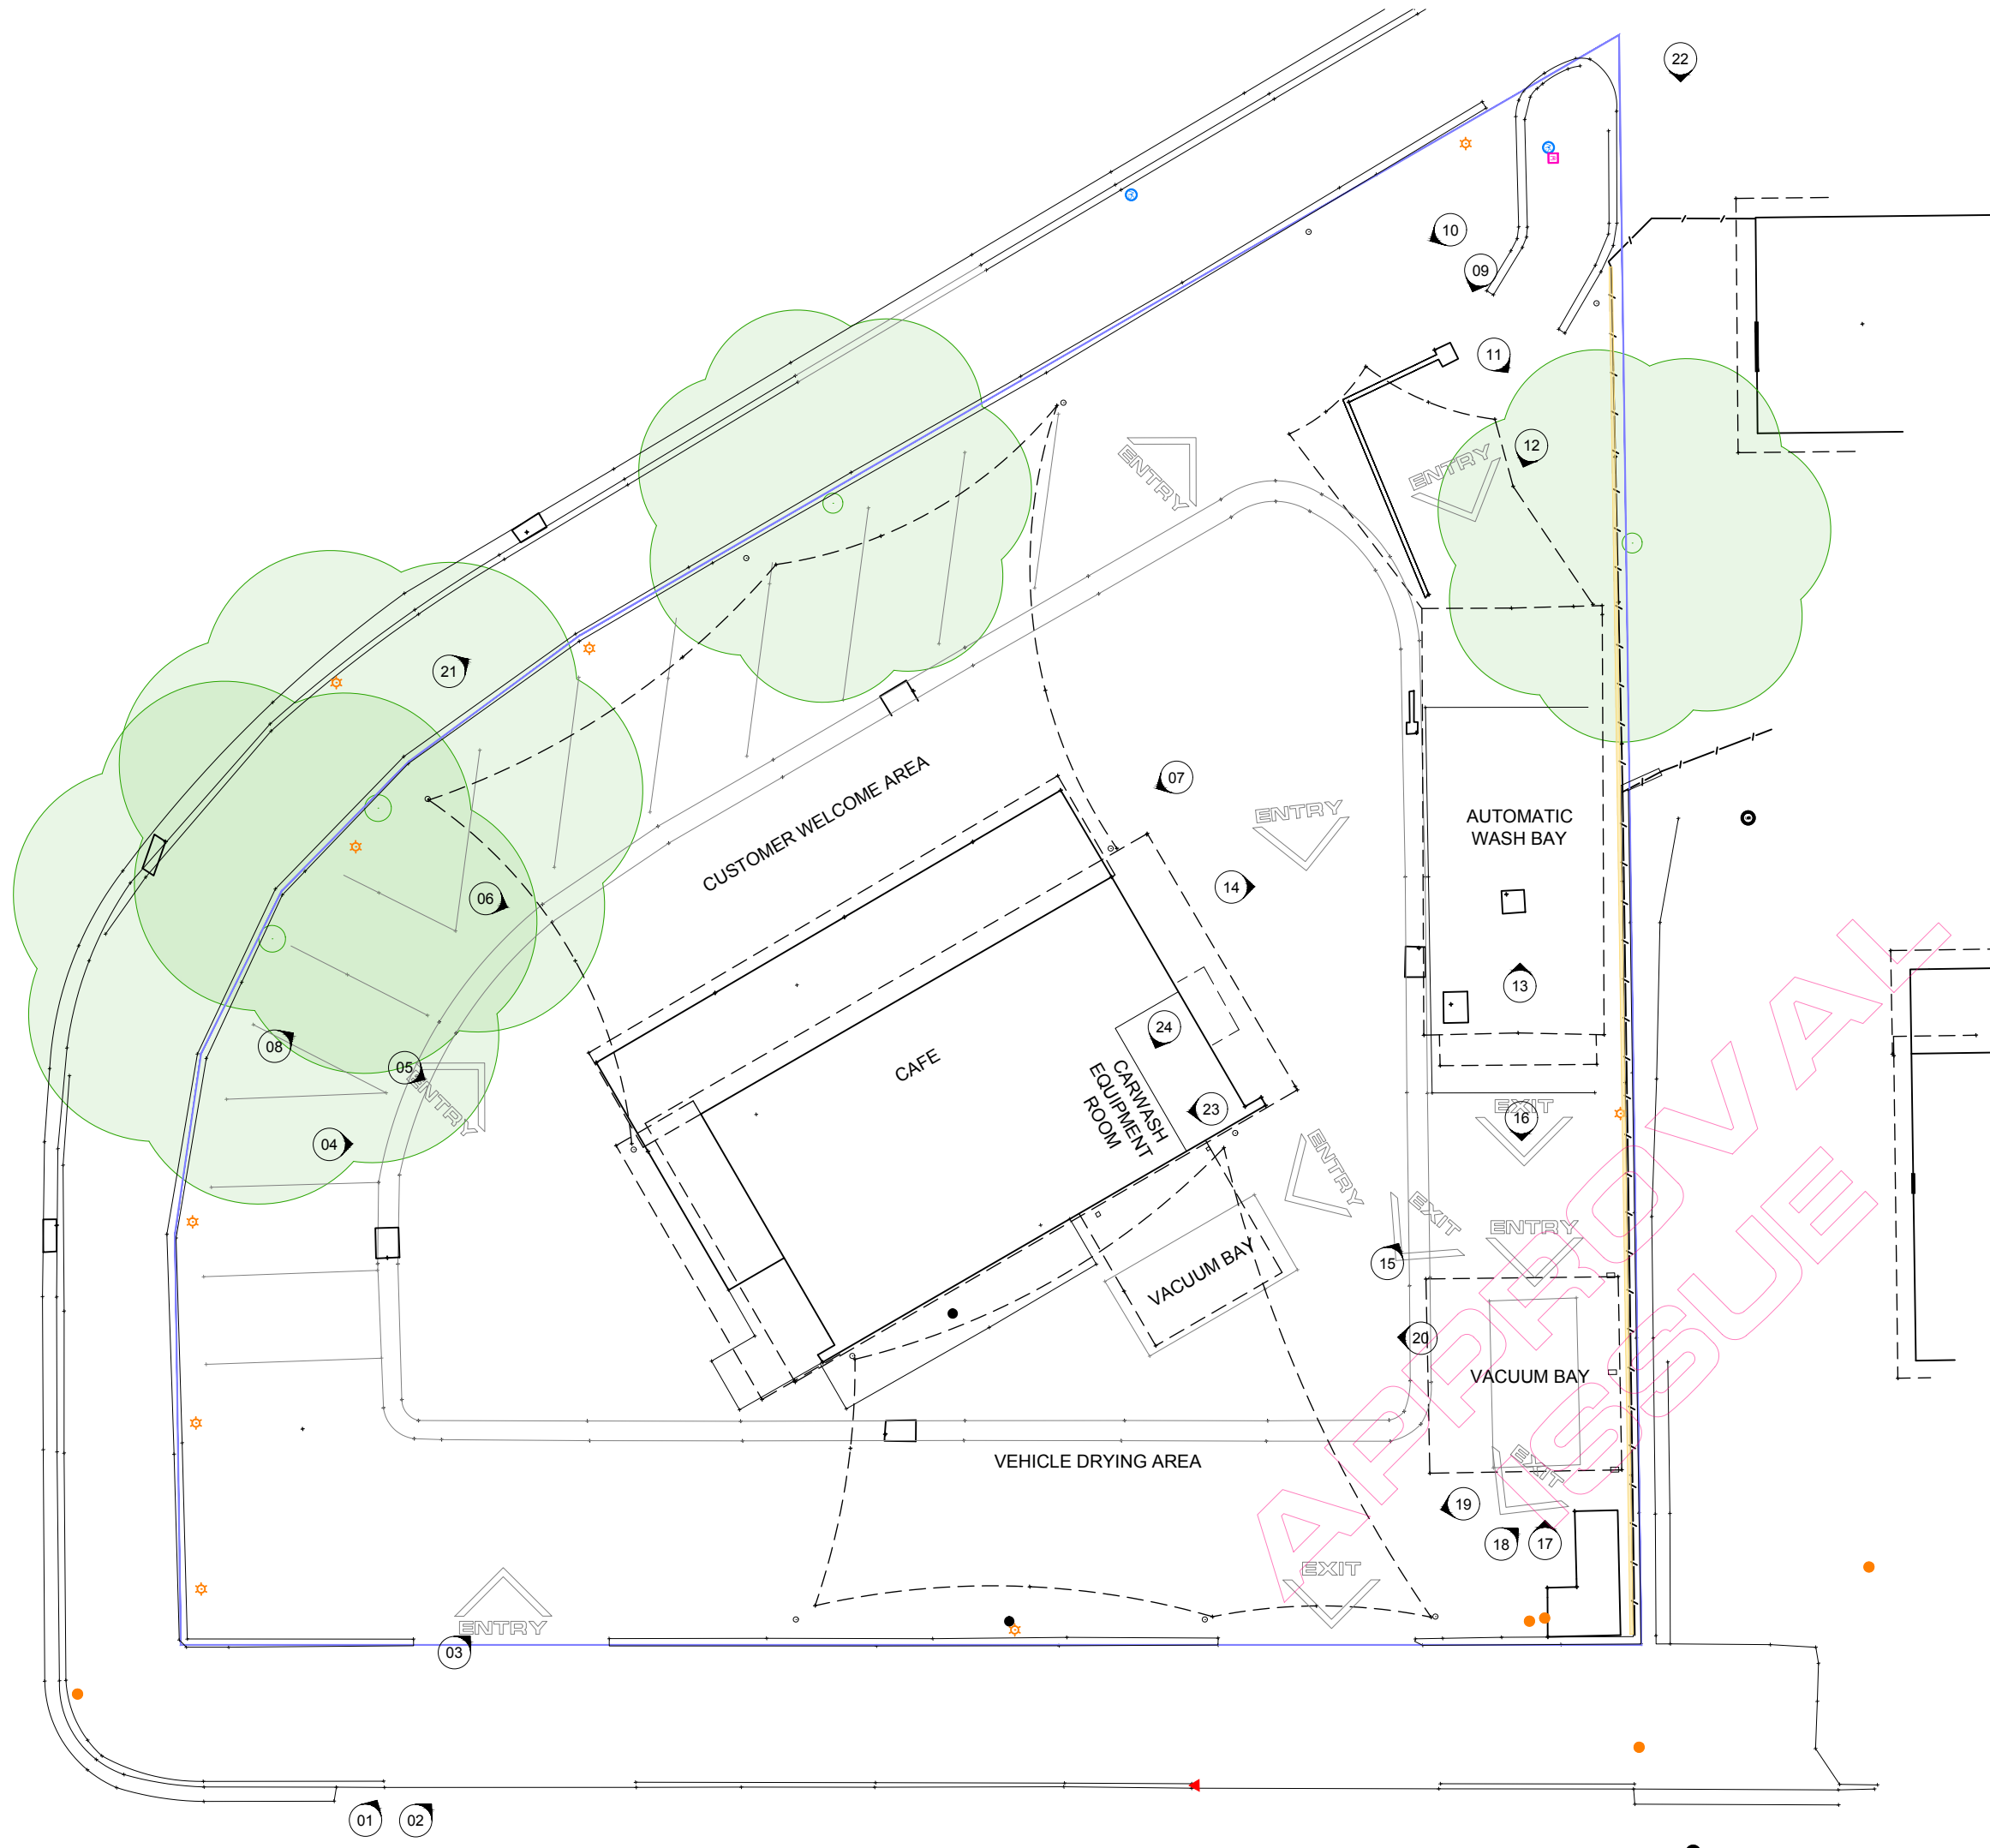 22
10
09
11
12
ENTRY
ENTRY
21
CUSTOMER WELCOME AREA
07
ENTRY
AUTOMATIC
WASH BAY
14
06
13
24
08
05
ENTRY
04
CAFE
CARWASH
EQUIPMENT
ROOM
23
EXIT
16
ENTRY
EXIT
ENTRY
15
VACUUM BAY
20
VACUUM BAY
VEHICLE DRYING AREA
EXIT
19
18
17
EXIT
ENTRY
03
01
02
APPROVAL
ISSUE